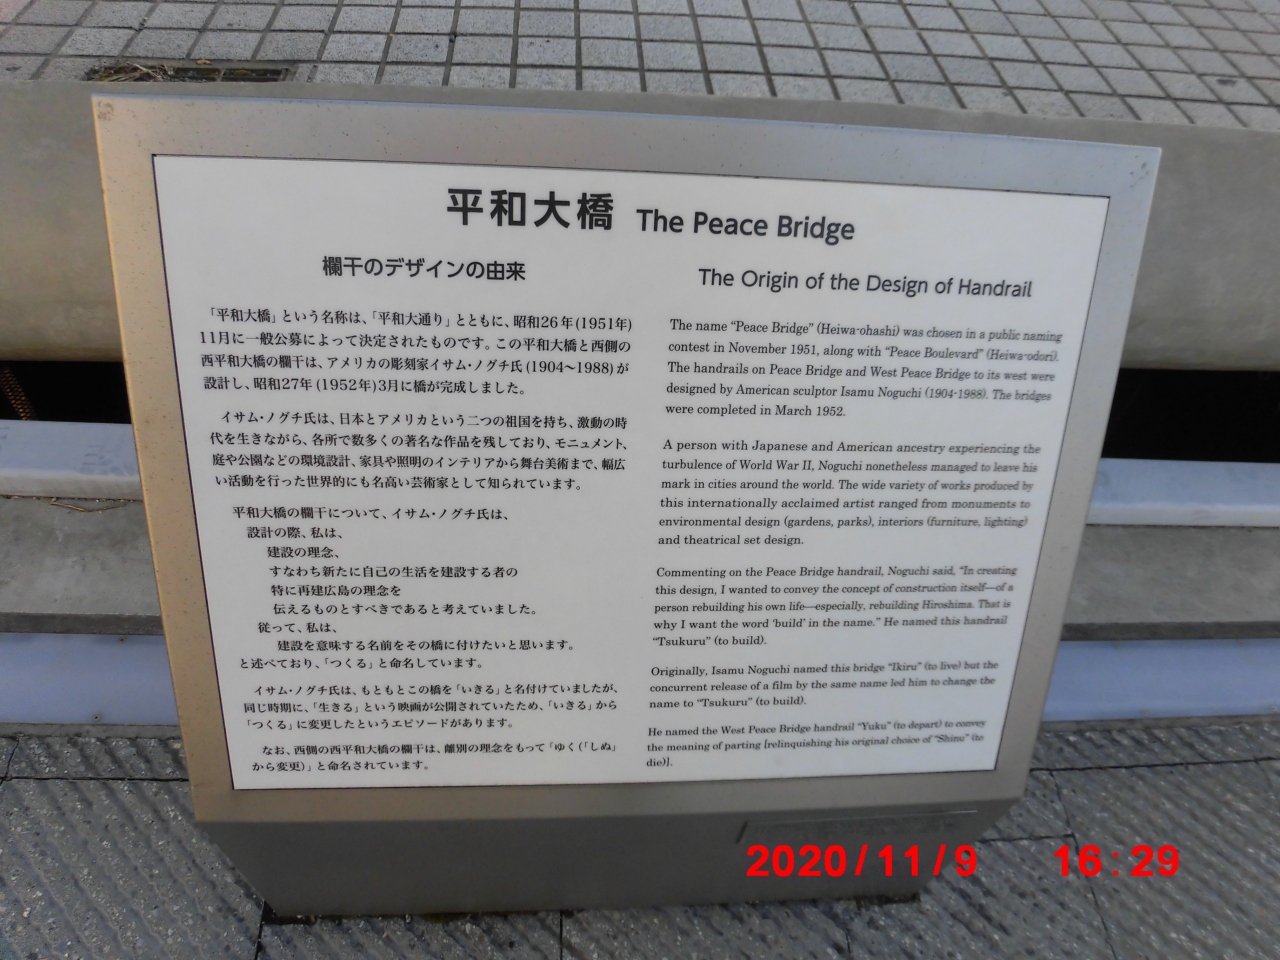 平和大橋 The Peace Bridge
欄干のデザインの由来
「平和大橋」という名称は、「平和大通り」とともに、昭和26年(1951年)
11月に一般公募によって決定されたものです。この平和大橋と西側の
西平和大橋の欄干は、アメリカの彫刻家イサム・ノグチ氏(1904〜1988)が
設計し、昭和27年(1952年)3月に橋が完成しました。
イサム・ノグチ氏は、日本とアメリカという二つの祖国を持ち、激動の時
代を生きながら、各所で数多くの著名な作品を残しており、モニュメント、
庭や公園などの環境設計、家具や照明のインテリアから舞台美術まで、幅広
い活動を行った世界的にも名高い芸術家として知られています。
平和大橋の欄干について、イサム・ノグチ氏は、
設計の際、私は、
建設の理念、
すなわち新たに自己の生活を建設する者の
特に再建広島の理念を
伝えるものとすべきであると考えていました。
従って、私は、
建設を意味する名前をその橋に付けたいと思います。
と述べており、「つくる」と命名しています。
イサム・ノグチ氏は、もともとこの橋を「いきる」と名付けていましたが、
同じ時期に、「生きる」という映画が公開されていたため、「いきる」から
「つくる」に変更したというエピソードがあります。
なお、西側の西平和大橋の欄干は、離別の理念をもって「ゆく(「しぬ」
から変更)」と命名されています。
The Origin of the Design of Handrail
The name “Peace Bridge” (Heiwa-ohashi) was chosen in a public naming
contest in November 1951, along with “Peace Boulevard” (Heiwa-odori).
The handrails on Peace Bridge and West Peace Bridge to its west were
designed by American sculptor Isamu Noguchi (1904-1988). The bridges
were completed in March 1952.
A person with Japanese and American ancestry experiencing the
turbulence of World War II, Noguchi nonetheless managed to leave his
mark in cities around the world. The wide variety of works produced by
this internationally acclaimed artist ranged from monuments to
environmental design (gardens, parks), interiors (furniture, lighting)
and theatrical set design.
Commenting on the Peace Bridge handrail, Noguchi said, “In creating
this design, I wanted to convey the concept of construction itself—of a
person rebuilding his own life—especially, rebuilding Hiroshima. That is
why I want the word ‘build’ in the name.” He named this handrail
“Tsukuru” (to build).
Originally, Isamu Noguchi named this bridge “Ikiru” (to live) but the
concurrent release of a film by the same name led him to change the
name to “Tsukuru” (to build).
He named the West Peace Bridge handrail “Yuku” (to depart) to convey
the meaning of parting [relinquishing his original choice of “Shinu” (to
die)].
2020/11/9 16:29